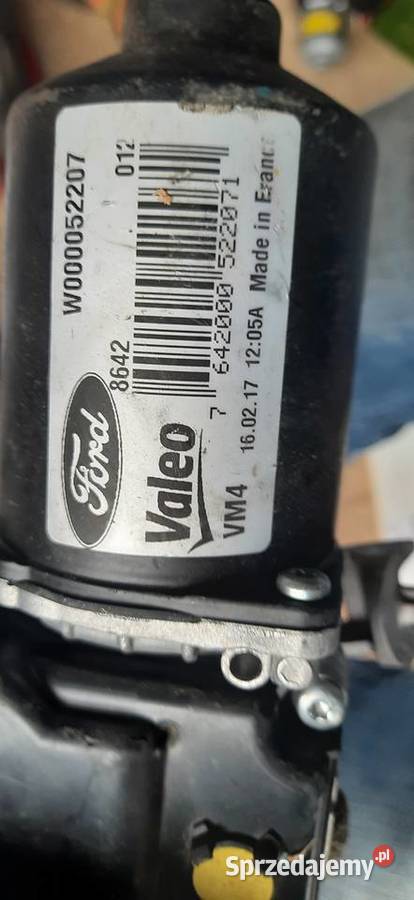 W000052207
012
8642
7 642000 522071
Ford
Valeo
VM4
16.02.17 12:05A Made in France
Sprzedajemy.pl